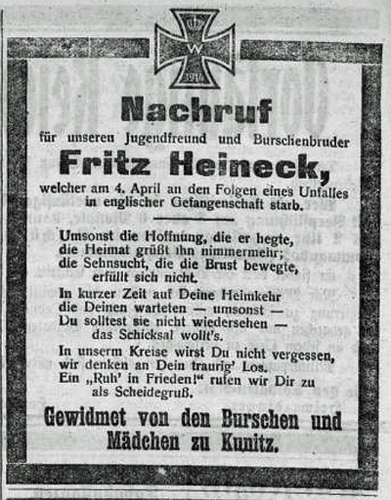 W
1914
Nachruf
für unseren Jugendfreund und Burschenbruder
Fritz Heineck,
welcher am 4. April an den Folgen eines Unfalles
in englischer Gefangenschaft starb.
Umsonst die Hoffnung, die er hegte,
die Heimat grüßt ihn nimmermehr;
die Sehnsucht, die die Brust bewegte,
erfüllt sich nicht.
In kurzer Zeit auf Deine Heimkehr
die Deinen warteten — umsonst —
Du solltest sie nicht wiedersehen —
das Schicksal wollt's.
In unserm Kreise wirst Du nicht vergessen,
wir denken an Dein traurig' Los.
Ein „Ruh' in Frieden!" rufen wir Dir zu
als Scheidegruß.
Gewidmet von den Burschen und
Mädchen zu Kunitz.